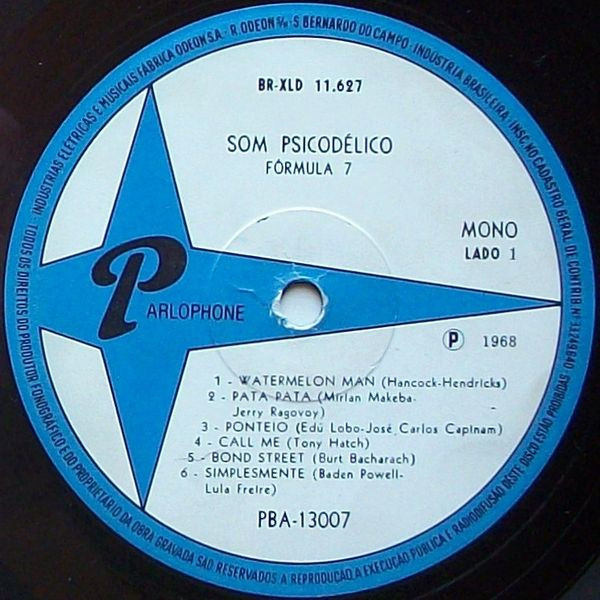 INDÚSTRIAS ELÉTRICAS E MUSICAIS FÁBRICA ODEON S.A. - R. ODEON S/Nº - S. BERNARDO DO CAMPO - INDÚSTRIA BRASILEIRA - INSC. NO CADASTRO GERAL DE CONTRIB. Nº
BR-XLD 11.627
SOM PSICODÉLICO
FÓRMULA 7
MONO
LADO 1
PARLOPHONE
P 1968
1 - WATERMELON MAN (Hancock-Hendricks)
2 - PATA PATA (Mirian Makeba-
Jerry Ragovoy)
3 - PONTEIO (Edú Lobo-José Carlos Capinam)
4 - CALL ME (Tony Hatch)
5 - BOND STREET (Burt Bacharach)
6 - SIMPLESMENTE (Baden Powell-
Lula Freire)
PBA-13007
TODOS OS DIREITOS DO PRODUTOR FONOGRÁFICO E DO PROPRIETÁRIO DA OBRA GRAVADA SÃO RESERVADOS A REPRODUÇÃO, A EXECUÇÃO PÚBLICA E RADIODIFUSÃO DESTE DISCO ESTÃO PROIBIDAS